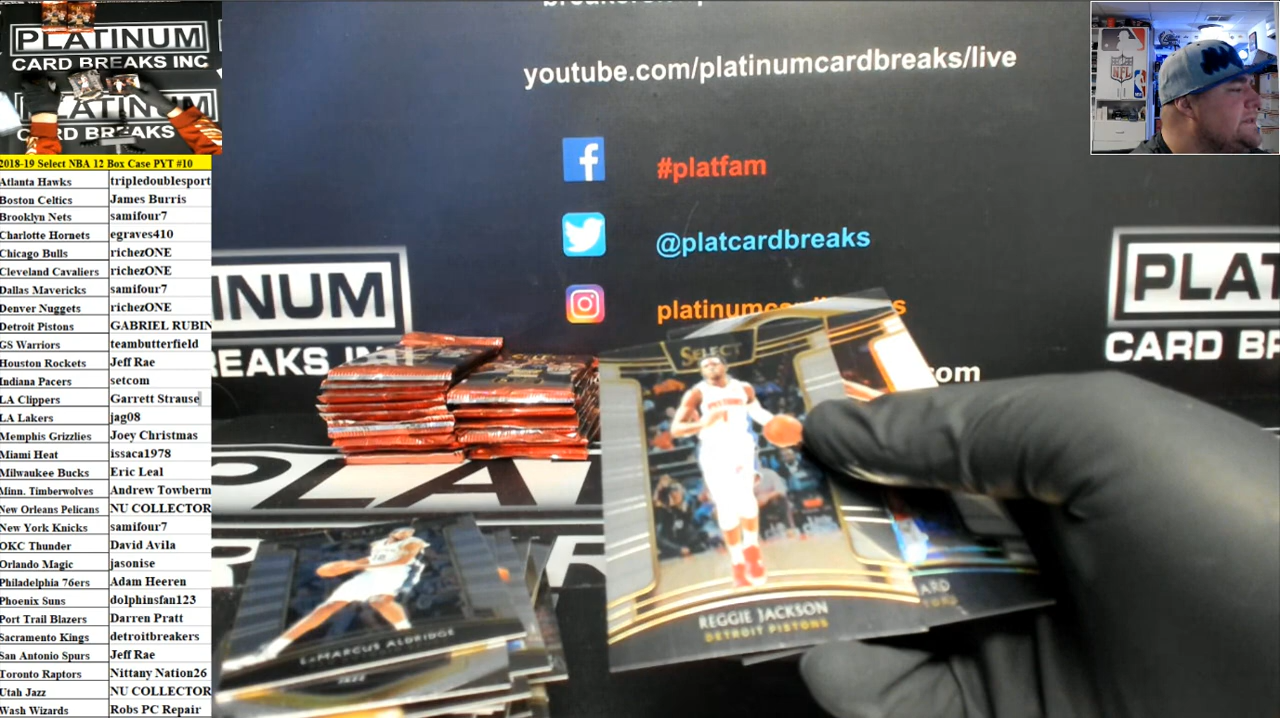 PLATINUM
CARD BREAKS INC
PLATINUM
CARD BREAKS
2018-19 Select NBA 12 Box Case PYT #10
Atlanta Hawks tripledoublesport
Boston Celtics James Burris
Brooklyn Nets samifour7
Charlotte Hornets egraves410
Chicago Bulls richezONE
Cleveland Cavaliers richezONE
Dallas Mavericks samifour7
Denver Nuggets richezONE
Detroit Pistons GABRIEL RUBIN
GS Warriors teambutterfield
Houston Rockets Jeff Rae
Indiana Pacers setcom
LA Clippers Garrett Strause
LA Lakers jag08
Memphis Grizzlies Joey Christmas
Miami Heat issaca1978
Milwaukee Bucks Eric Leal
Minn. Timberwolves Andrew Towberm
New Orleans Pelicans NU COLLECTOR
New York Knicks samifour7
OKC Thunder David Avila
Orlando Magic jasonise
Philadelphia 76ers Adam Heeren
Phoenix Suns dolphinsfan123
Port Trail Blazers Darren Pratt
Sacramento Kings detroitbreakers
San Antonio Spurs Jeff Rae
Toronto Raptors Nittany Nation26
Utah Jazz NU COLLECTOR
Wash Wizards Robs PC Repair
youtube.com/platinumcardbreaks/live
#platfam
@platcardbreaks
platinumc
s
com
INUM
EAKS IN
PLAT
CARD BR
PLA
SELECT
REGGIE JACKSON
DETROIT PISTONS
ARD
LaMARCUS ALDRIDGE
JAZZ
NFL